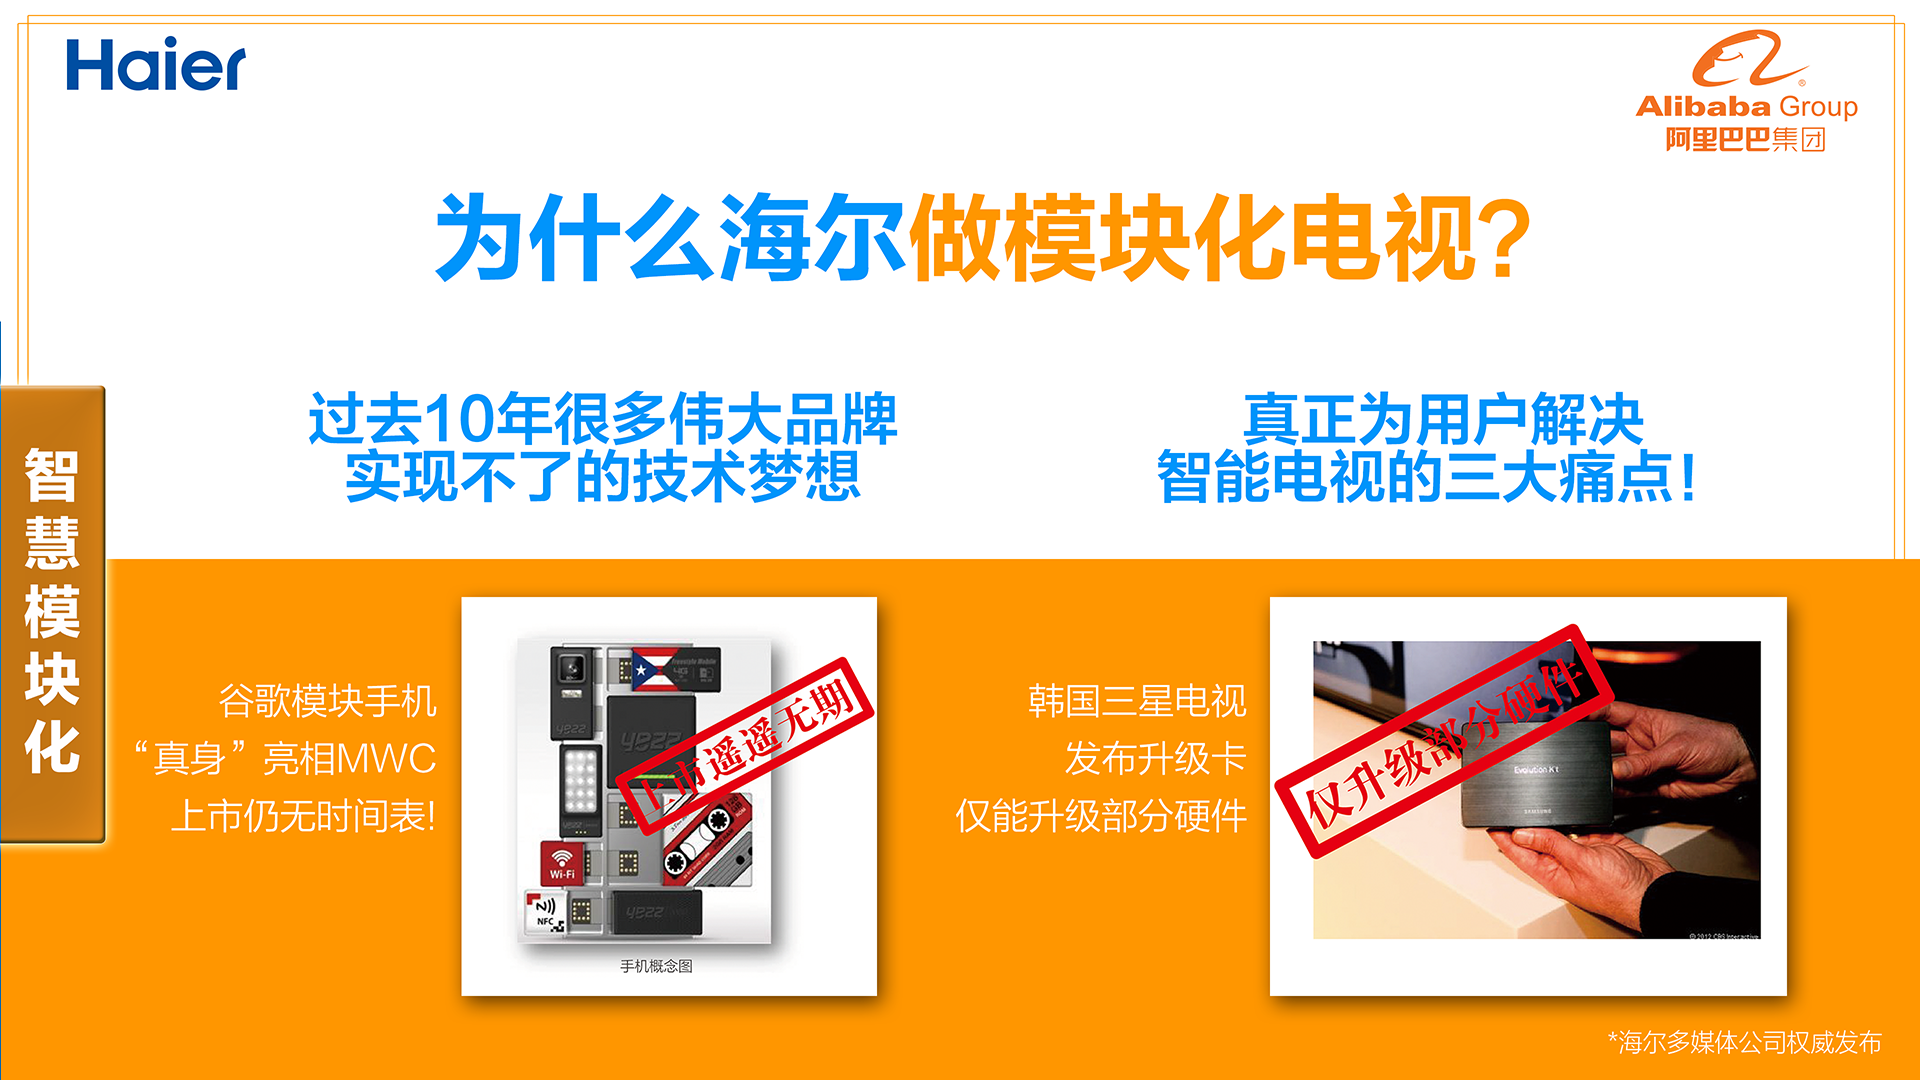 Haier
Alibaba Group
阿里巴巴集团
为什么海尔做模块化电视?
过去10年很多伟大品牌
实现不了的技术梦想
真正为用户解决
智能电视的三大痛点!
智慧模块化
谷歌模块手机
“真身”亮相MWC
上市仍无时间表!
yezz
yezz
上市遥遥无期
Wi-Fi
NFC
yezz
手机概念图
韩国三星电视
发布升级卡
仅能升级部分硬件
仅升级部分硬件
Evolution Kit
SAMSUNG
© 2012 CBS Interactive
*海尔多媒体公司权威发布